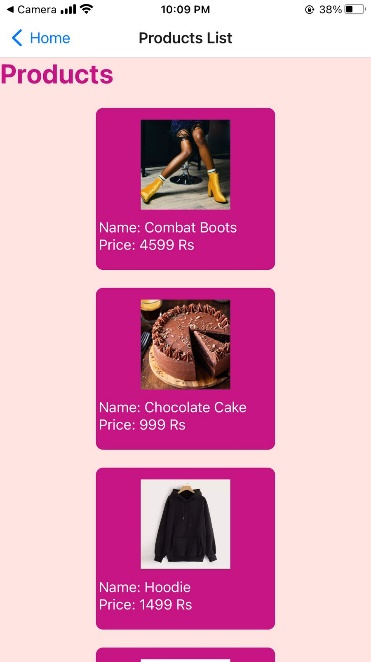 Camera
10:09 PM
38%
Home
Products List
Products
Name: Combat Boots
Price: 4599 Rs
Name: Chocolate Cake
Price: 999 Rs
Name: Hoodie
Price: 1499 Rs